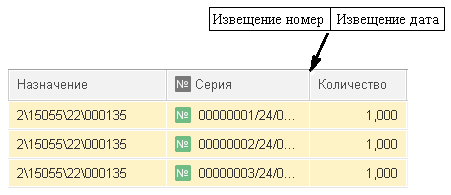 Извещение номер Извещение дата
Назначение № Серия Количество
2\15055\22\000135 № 00000001/24/0... 1,000
2\15055\22\000135 № 00000002/24/0... 1,000
2\15055\22\000135 № 00000003/24/0... 1,000